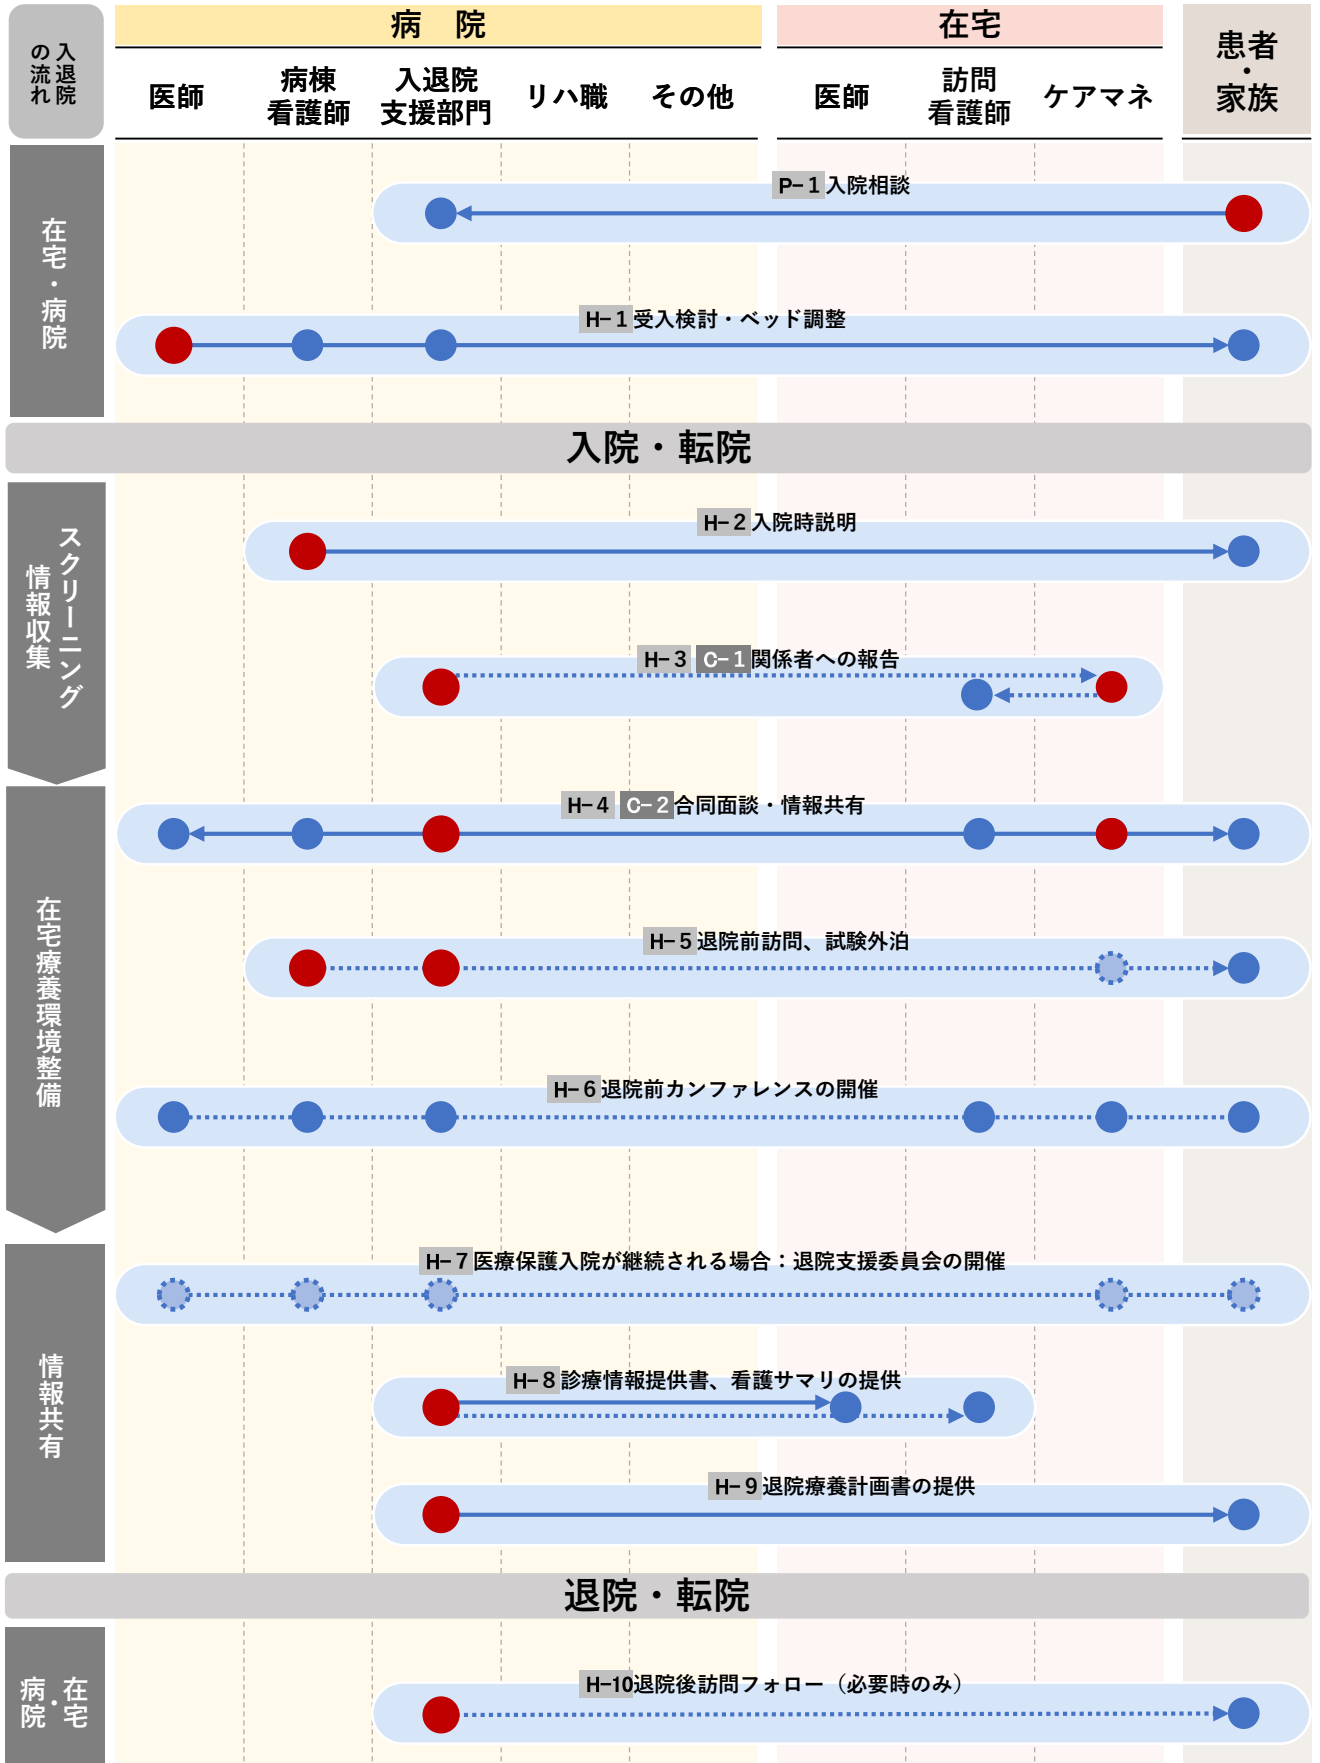 入退院
の流れ
病　院
在宅
患者
・
家族
医師
病棟
看護師
入退院
支援部門
リハ職
その他
医師
訪問
看護師
ケアマネ
在宅・病院
P-1 入院相談
H-1 受入検討・ベッド調整
入院・転院
スクリーニング
情報収集
H-2 入院時説明
H-3 C-1 関係者への報告
在宅療養環境整備
H-4 C-2 合同面談・情報共有
H-5 退院前訪問、試験外泊
H-6 退院前カンファレンスの開催
情報共有
H-7 医療保護入院が継続される場合：退院支援委員会の開催
H-8 診療情報提供書、看護サマリの提供
H-9 退院療養計画書の提供
退院・転院
在宅・
病院
H-10 退院後訪問フォロー（必要時のみ）